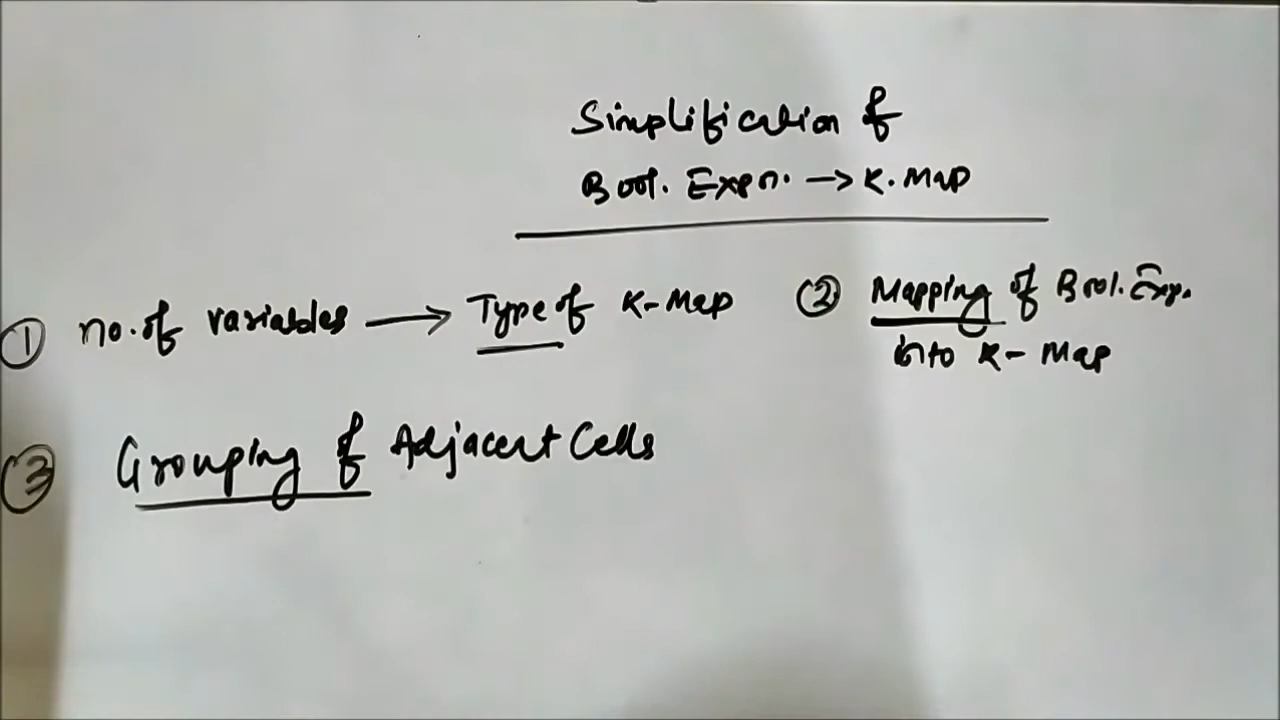 Simplification of
Bool. Expn. → K.Map
① no. of variables → Type of K-Map
② Mapping of Bool. Exp.
into K-Map
③ Grouping of Adjacent Cells